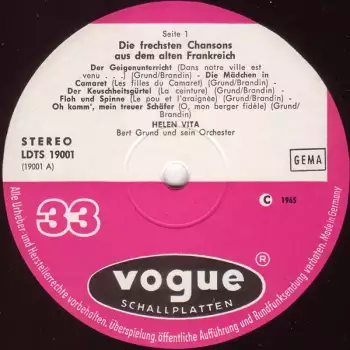 Seite 1
Die frechsten Chansons
aus dem alten Frankreich
Der Geigenunterricht (Dans notre ville est
venu . . .) (Grund/Brandin) - Die Mädchen in
Camaret (Les filles du Camaret) (Grund/Brandin) -
Der Keuschheitsgürtel (La ceinture) (Grund/Brandin) -
Floh und Spinne (Le pou et l'araignée) (Grund/Brandin) -
Oh komm', mein treuer Schäfer (O, mon berger fidèle) (Grund/
Brandin)
HELEN VITA
Bert Grund und sein Orchester
STEREO
LDTS 19001
(19001 A)
GEMA
33
C 1965
vogue ®
SCHALLPLATTEN
Alle Urheber und Herstellerrechte vorbehalten. Überspielung, öffentliche Aufführung und Rundfunksendung verboten. Made in Germany